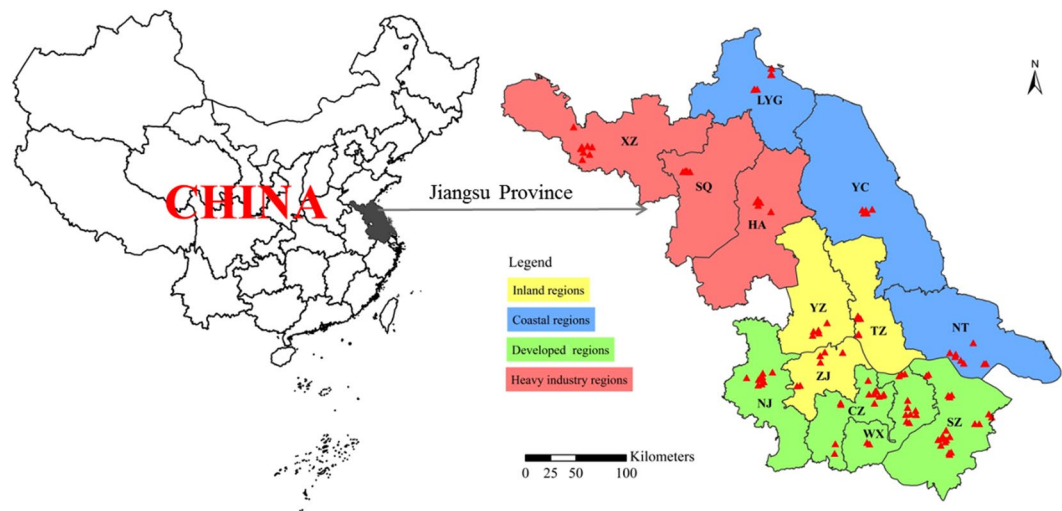 CHINA
Jiangsu Province
N
LYG
XZ
SQ
YC
HA
Legend
Inland regions
Coastal regions
Developed regions
Heavy industry regions
YZ
TZ
NT
ZJ
NJ
CZ
SZ
WX
Kilometers
0 25 50 100